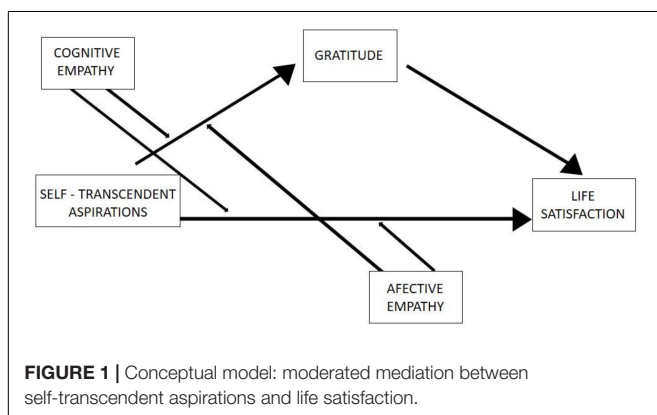 COGNITIVE
EMPATHY
GRATITUDE
SELF - TRANSCENDENT
ASPIRATIONS
LIFE
SATISFACTION
AFECTIVE
EMPATHY
FIGURE 1 | Conceptual model: moderated mediation between
self-transcendent aspirations and life satisfaction.